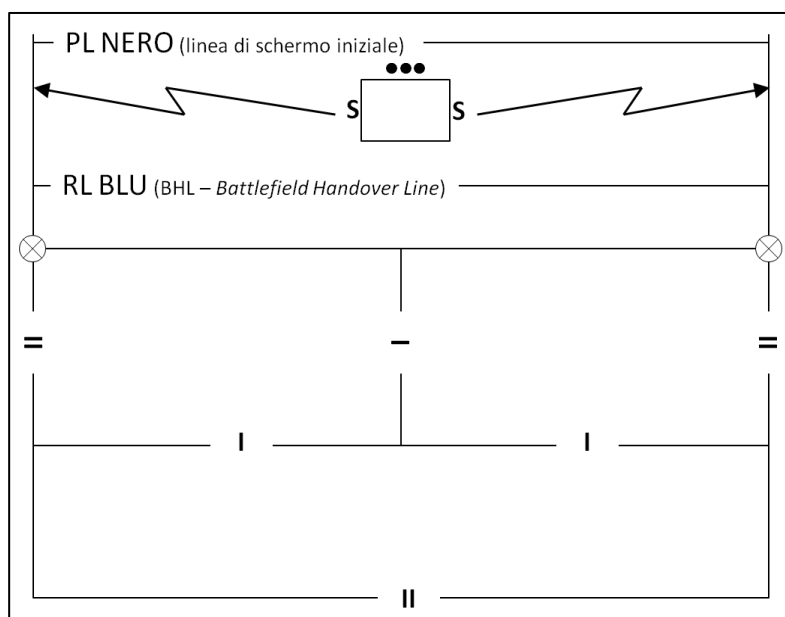 PL NERO (linea di schermo iniziale)
S S
RL BLU (BHL – Battlefield Handover Line)
= – =
I I
II